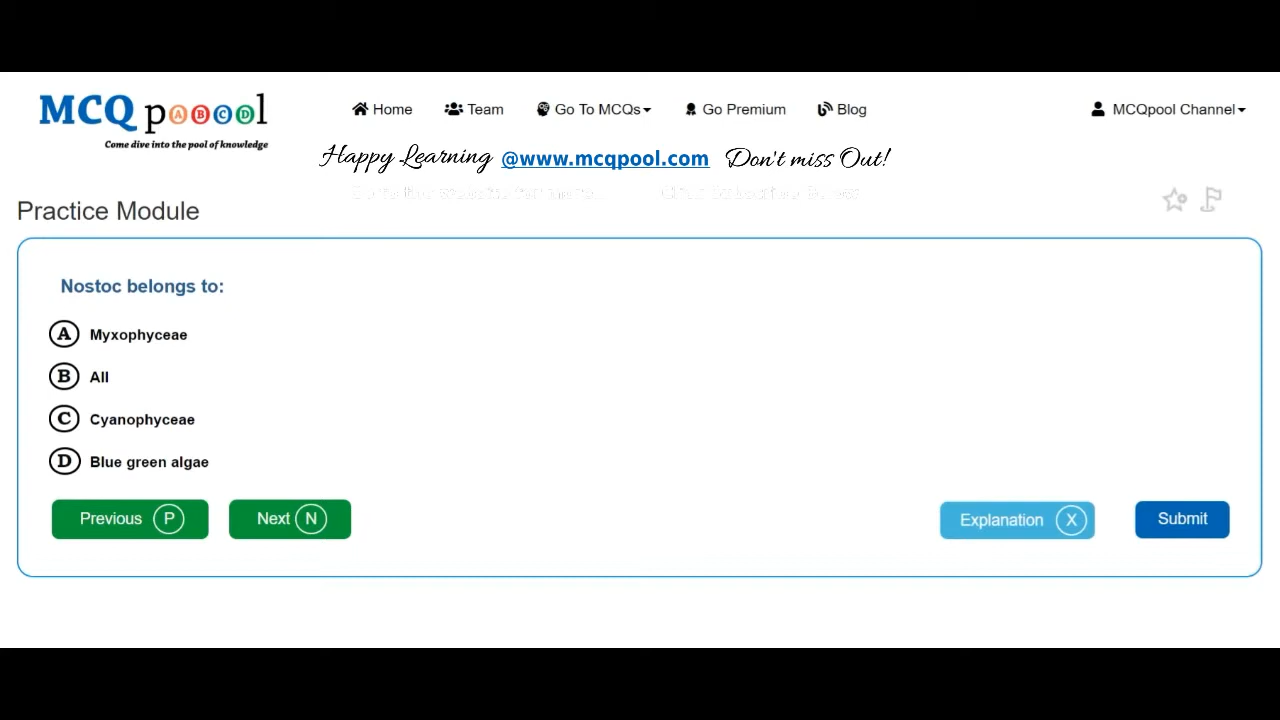 MCQ pooool
Come dive into the pool of knowledge
Home Team Go To MCQs Go Premium Blog MCQpool Channel
Happy Learning @www.mcqpool.com Don't miss Out!
Practice Module
Nostoc belongs to:
A Myxophyceae
B All
C Cyanophyceae
D Blue green algae
Previous P Next N Explanation X Submit